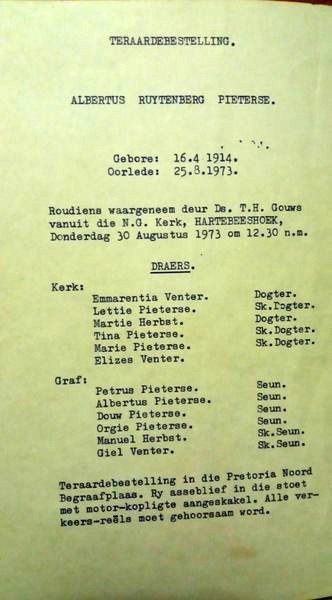 TERAARDEBESTELLING.
ALBERTUS RUYTENBERG PIETERSE.
Gebore: 16.4 1914.
Oorlede: 25.8.1973.
Roudiens waargeneem deur Ds. T.H. Gouws
vanuit die N.G. Kerk, HARTEBEESHOEK,
Donderdag 30 Augustus 1973 om 12.30 n.m.
DRAERS.
Kerk:
Emmarentia Venter. Dogter.
Lettie Pieterse. Sk.Dogter.
Martie Herbst. Dogter.
Tina Pieterse. Sk.Dogter.
Marie Pieterse. Sk.Dogter.
Elizes Venter.
Graf:
Petrus Pieterse. Seun.
Albertus Pieterse. Seun.
Douw Pieterse. Seun.
Orgie Pieterse. Seun.
Manuel Herbst. Sk.Seun.
Giel Venter. Sk.Seun.
Teraardebestelling in die Pretoria Noord
Begraafplaas. Ry asseblief in die stoet
met motor-kopligte aangeskakel. Alle ver-
keers-reëls moet gehoorsaam word.